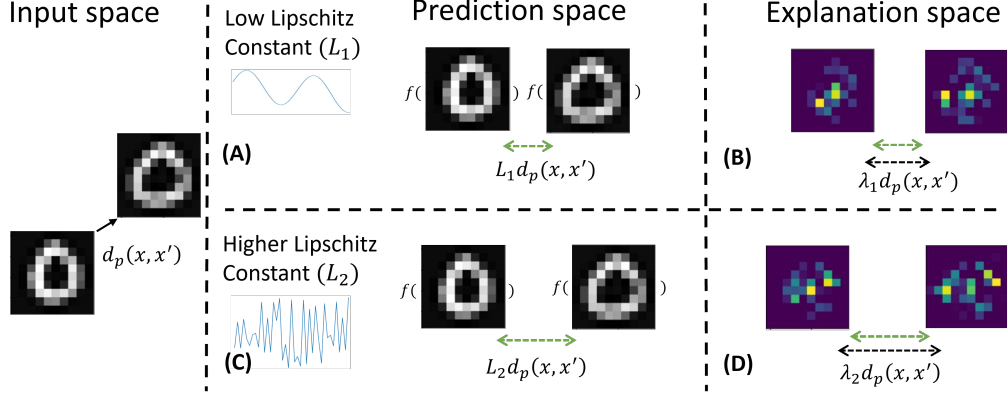 Input space
Prediction space
Explanation space
Low Lipschitz
Constant (L₁)
f( ) f( )
(A)
L₁dₚ(x, x′)
(B)
λ₁dₚ(x, x′)
dₚ(x, x′)
Higher Lipschitz
Constant (L₂)
f( ) f( )
(C)
L₂dₚ(x, x′)
(D)
λ₂dₚ(x, x′)